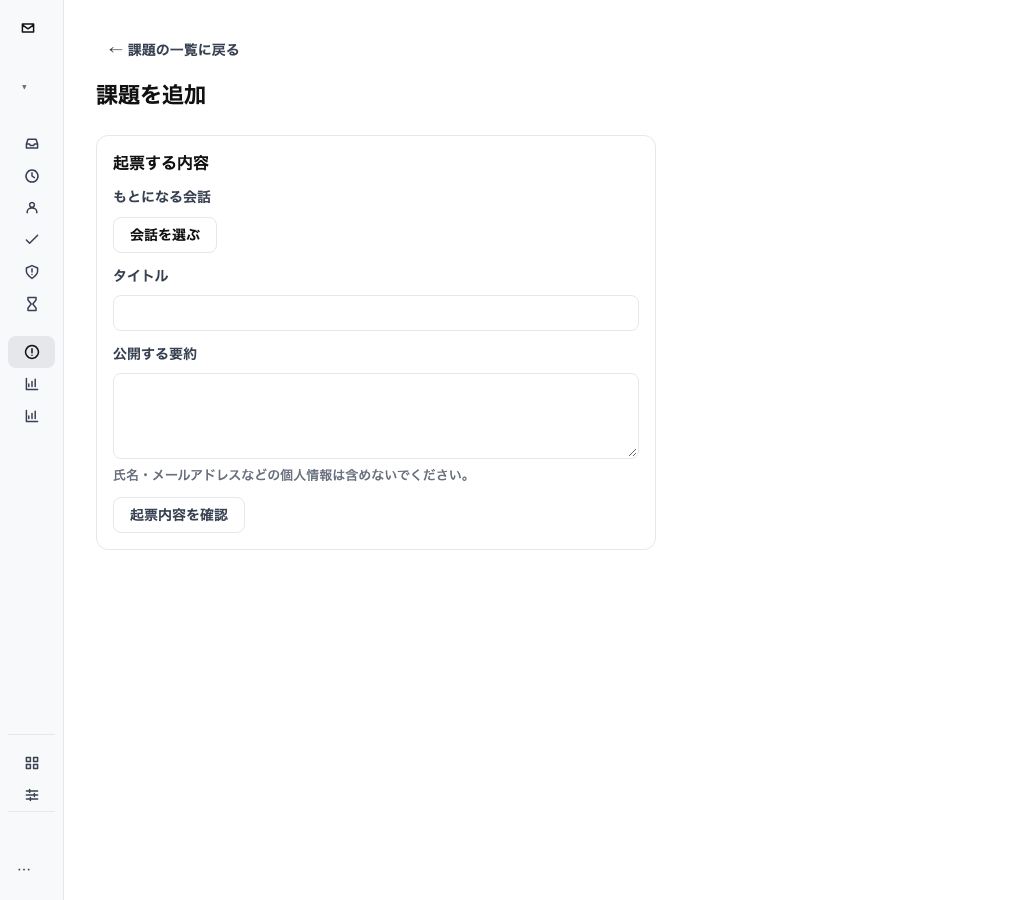 ← 課題の一覧に戻る
課題を追加
起票する内容
もとになる会話
会話を選ぶ
タイトル
公開する要約
氏名・メールアドレスなどの個人情報は含めないでください。
起票内容を確認
…